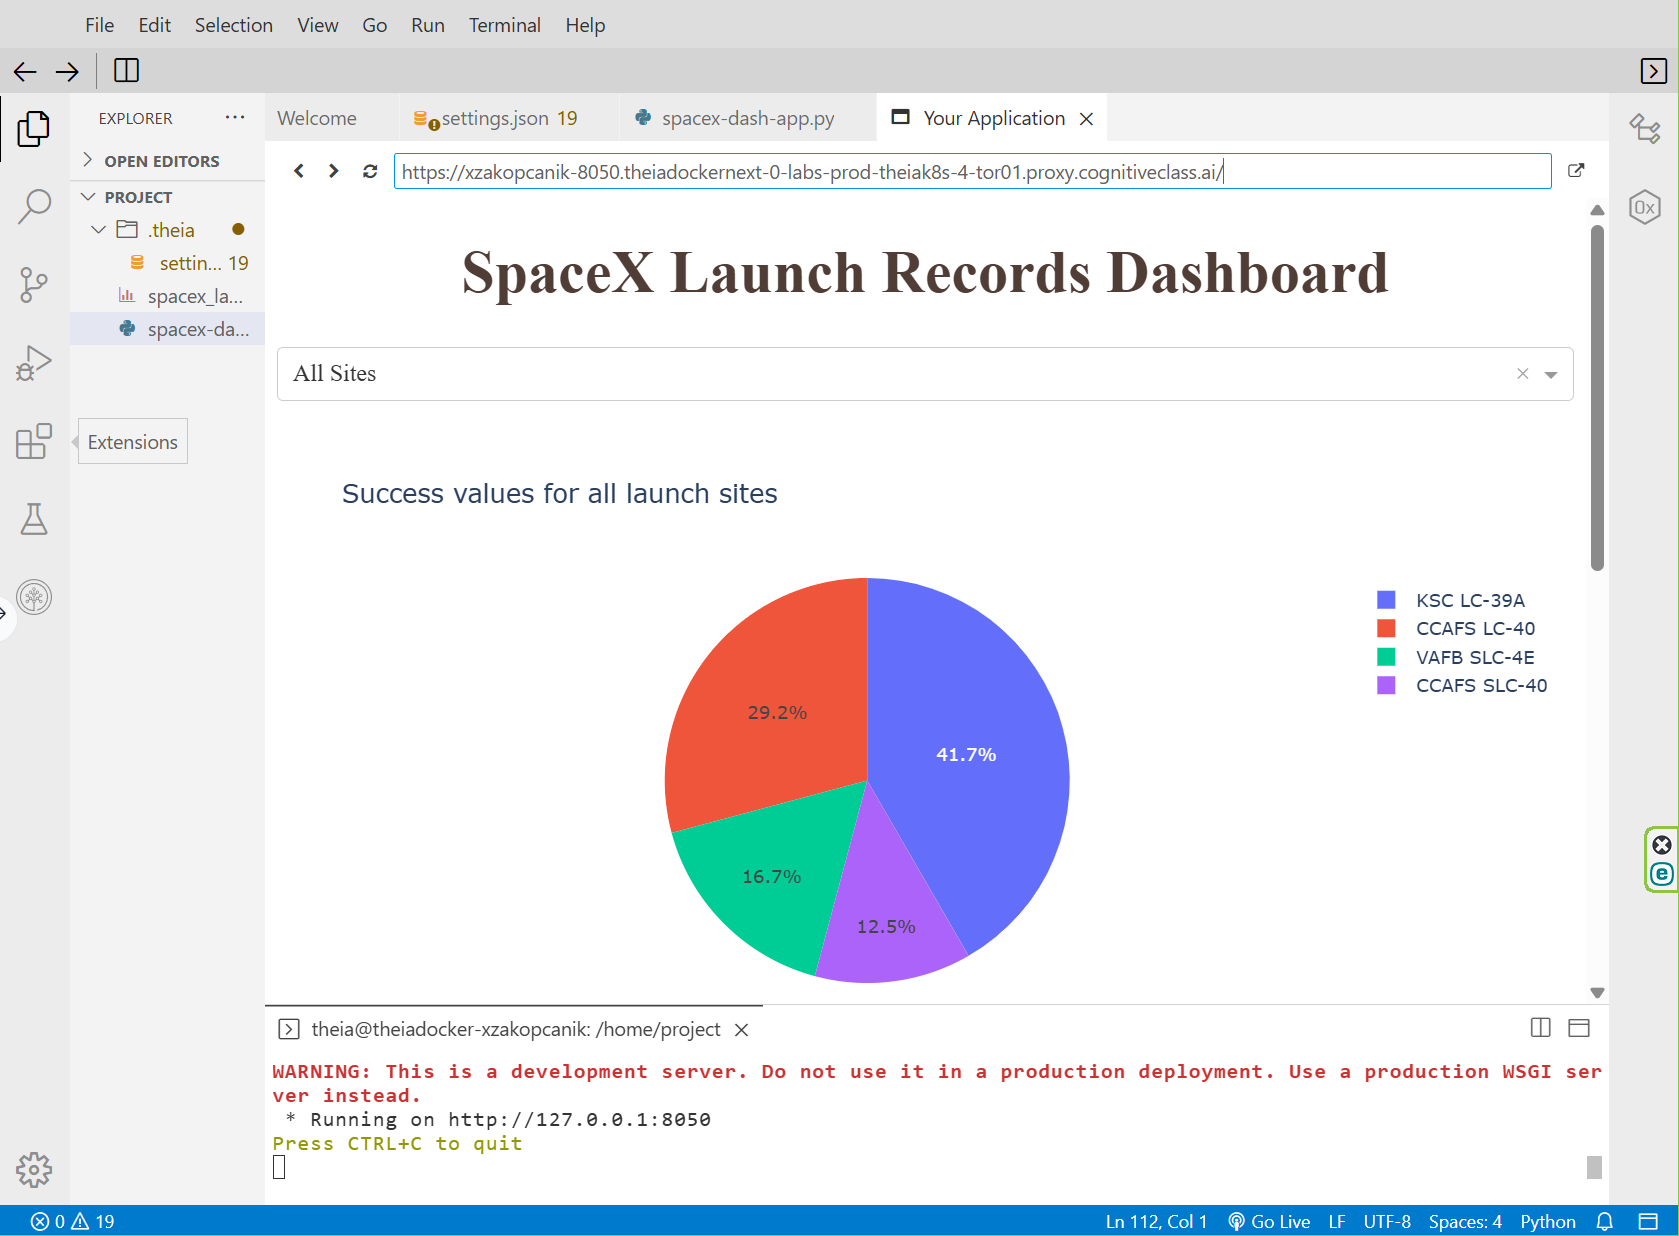 File Edit Selection View Go Run Terminal Help
EXPLORER ...
Welcome settings.json 19 spacex-dash-app.py Your Application
OPEN EDITORS
https://xzakopcanik-8050.theiadockernext-0-labs-prod-theiak8s-4-tor01.proxy.cognitiveclass.ai/
PROJECT
.theia
settin... 19
spacex_la...
spacex-da...
Extensions
0x
SpaceX Launch Records Dashboard
All Sites
Success values for all launch sites
KSC LC-39A
CCAFS LC-40
VAFB SLC-4E
CCAFS SLC-40
29.2%
41.7%
16.7%
12.5%
e
theia@theiadocker-xzakopcanik: /home/project
WARNING: This is a development server. Do not use it in a production deployment. Use a production WSGI ser
ver instead.
* Running on http://127.0.0.1:8050
Press CTRL+C to quit
0 19 Ln 112, Col 1 Go Live LF UTF-8 Spaces: 4 Python